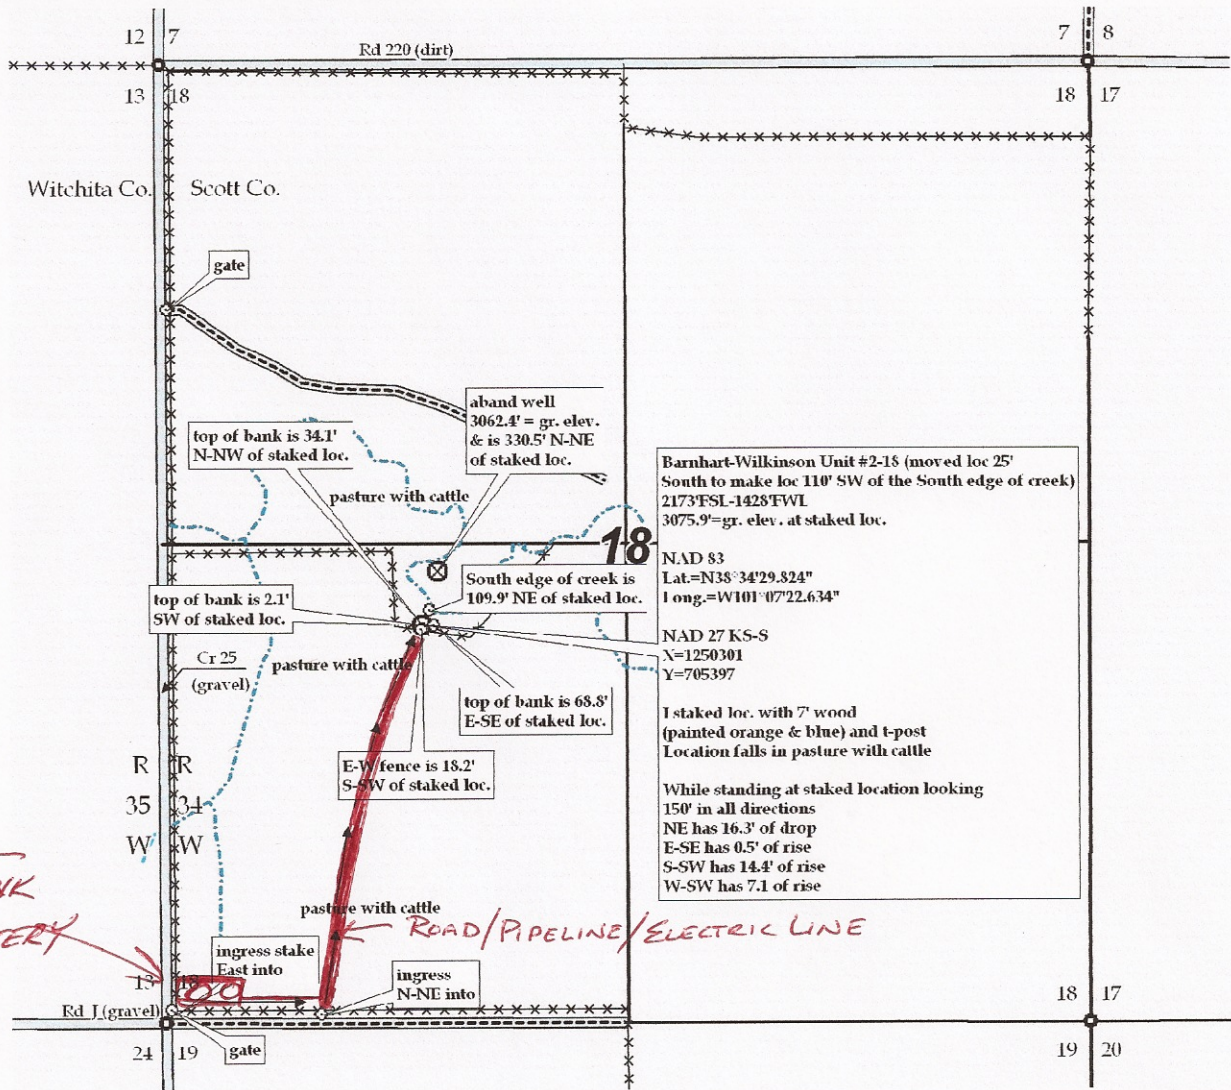 12 7
7 8
Rd 220 (dirt)
13 18
18 17
Witchita Co. Scott Co.
gate
aband well
3062.4' = gr. elev.
& is 330.5' N-NE
of staked loc.
top of bank is 34.1'
N-NW of staked loc.
pasture with cattle
Barnhart-Wilkinson Unit #2-18 (moved loc 25'
South to make loc 110' SW of the South edge of creek)
2173'FSL-1428'FWL
3075.9'=gr. elev. at staked loc.
18
NAD 83
Lat.=N38°34'29.824"
Long.=W101°07'22.634"
South edge of creek is
109.9' NE of staked loc.
top of bank is 2.1'
SW of staked loc.
NAD 27 KS-S
X=1250301
Y=705397
Cr 25
(gravel)
pasture with cattle
top of bank is 68.8'
E-SE of staked loc.
I staked loc. with 7' wood
(painted orange & blue) and t-post
Location falls in pasture with cattle
E-W fence is 18.2'
S-SW of staked loc.
While standing at staked location looking
150' in all directions
NE has 16.3' of drop
E-SE has 0.5' of rise
S-SW has 14.4' of rise
W-SW has 7.1 of rise
R R
35 34
W W
pasture with cattle
ROAD/PIPELINE/ELECTRIC LINE
ingress stake
East into
ingress
N-NE into
13 18
18 17
Rd J (gravel)
gate
24 19
19 20